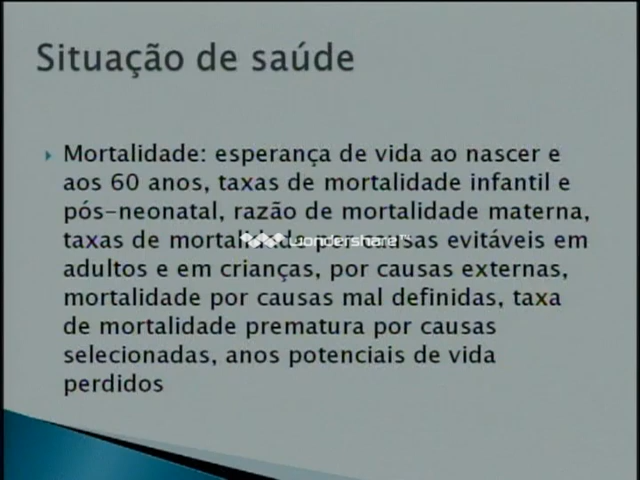 Situação de saúde
Mortalidade: esperança de vida ao nascer e
aos 60 anos, taxas de mortalidade infantil e
pós-neonatal, razão de mortalidade materna,
taxas de mortalidade por causas evitáveis em
wondershare™
adultos e em crianças, por causas externas,
mortalidade por causas mal definidas, taxa
de mortalidade prematura por causas
selecionadas, anos potenciais de vida
perdidos